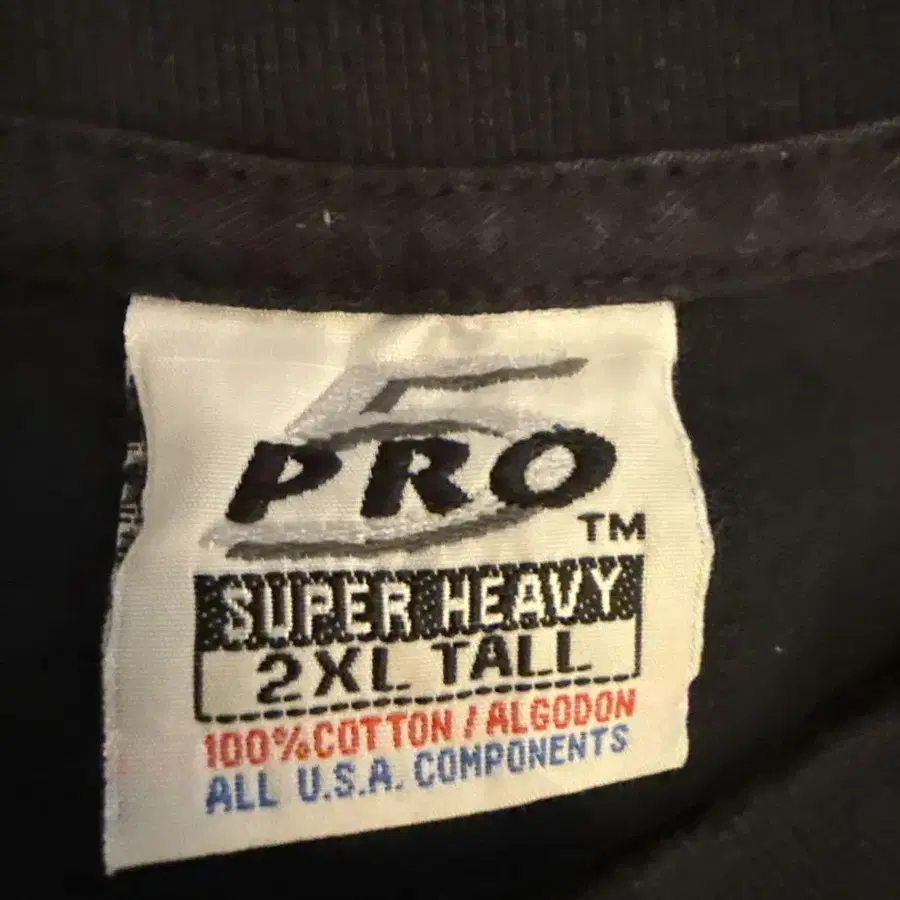 5
PRO
TM
SUPER HEAVY
2XL TALL
100% COTTON / ALGODON
ALL U.S.A. COMPONENTS